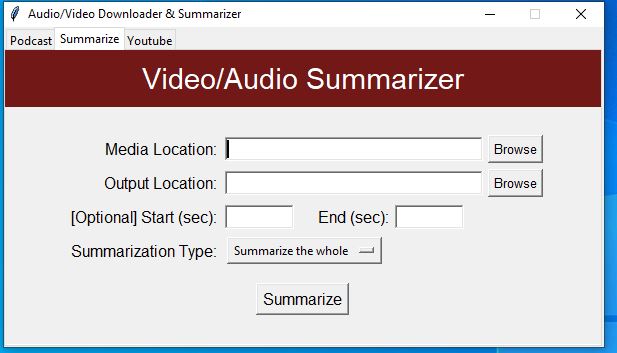 Audio/Video Downloader & Summarizer
Podcast Summarize Youtube
Video/Audio Summarizer
Media Location: Browse
Output Location: Browse
[Optional] Start (sec): End (sec):
Summarization Type: Summarize the whole
Summarize